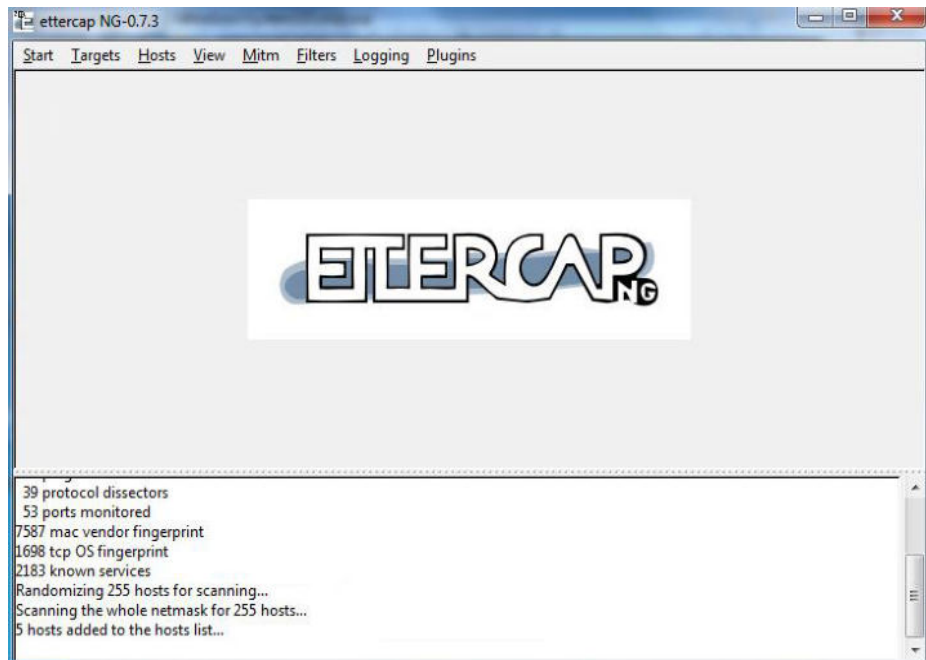 ettercap NG-0.7.3
Start Targets Hosts View Mitm Filters Logging Plugins
ETTERCAP
NG
39 protocol dissectors
53 ports monitored
7587 mac vendor fingerprint
1698 tcp OS fingerprint
2183 known services
Randomizing 255 hosts for scanning...
Scanning the whole netmask for 255 hosts...
5 hosts added to the hosts list...